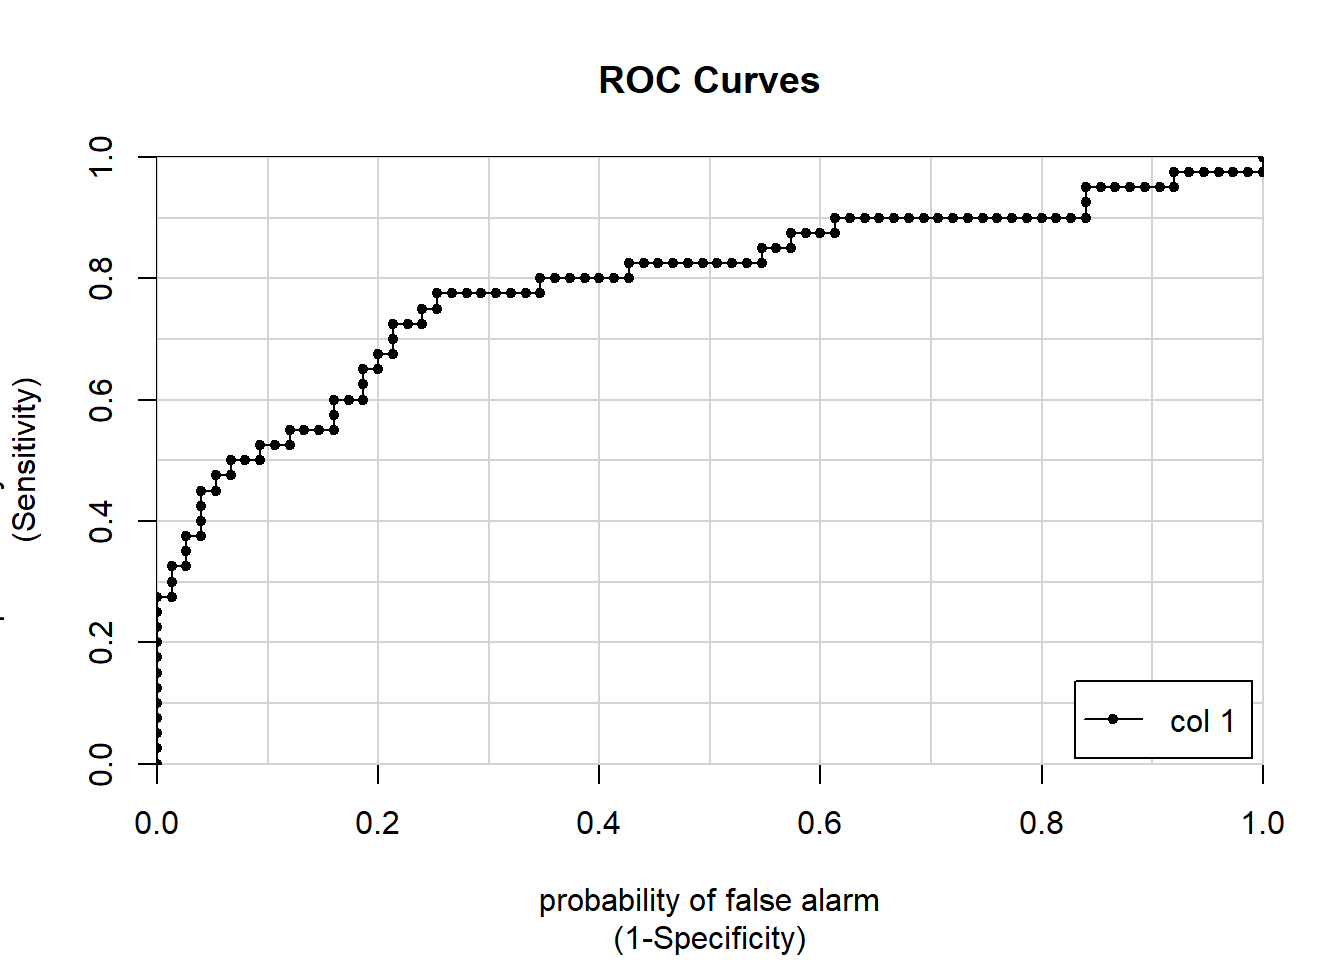 ROC Curves
(Sensitivity)
1.0
0.8
0.6
0.4
0.2
0.0
0.0 0.2 0.4 0.6 0.8 1.0
col 1
probability of false alarm
(1-Specificity)